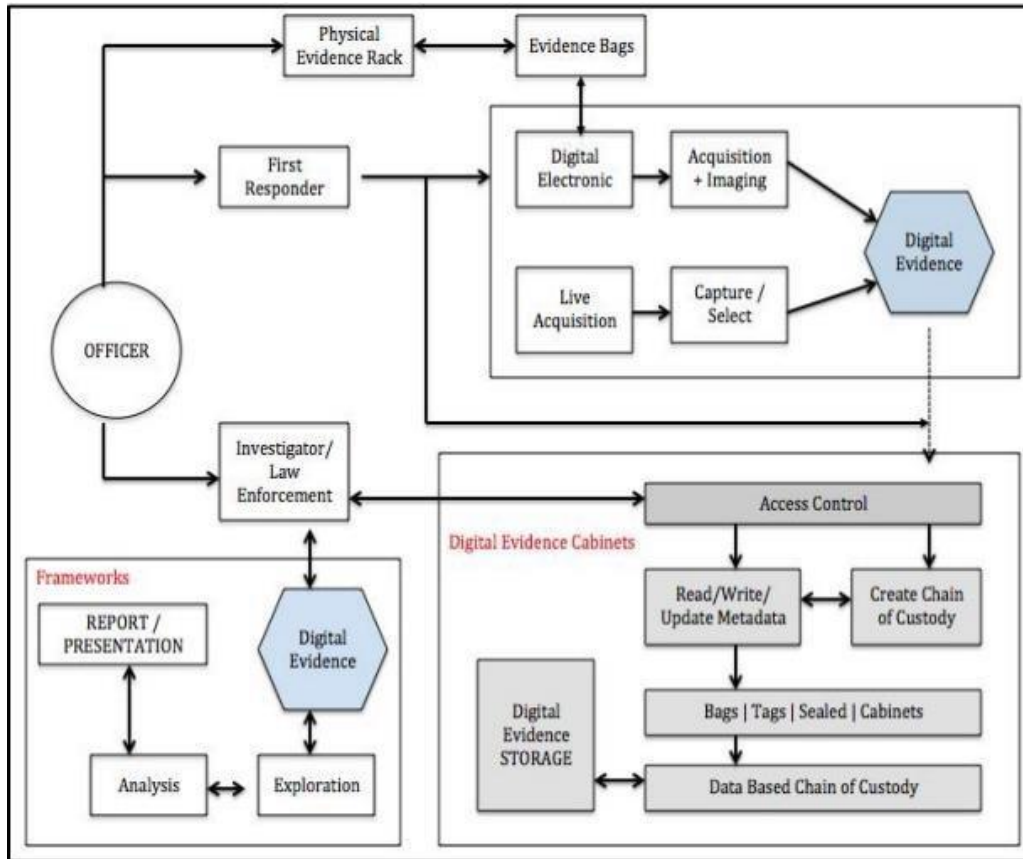 Physical
Evidence Rack
Evidence Bags
First
Responder
Digital
Electronic
Acquisition
+ Imaging
Digital
Evidence
Live
Acquisition
Capture /
Select
OFFICER
Investigator/
Law
Enforcement
Access Control
Digital Evidence Cabinets
Read/Write/
Update Metadata
Create Chain
of Custody
Frameworks
REPORT /
PRESENTATION
Digital
Evidence
Analysis
Exploration
Digital
Evidence
STORAGE
Bags | Tags | Sealed | Cabinets
Data Based Chain of Custody